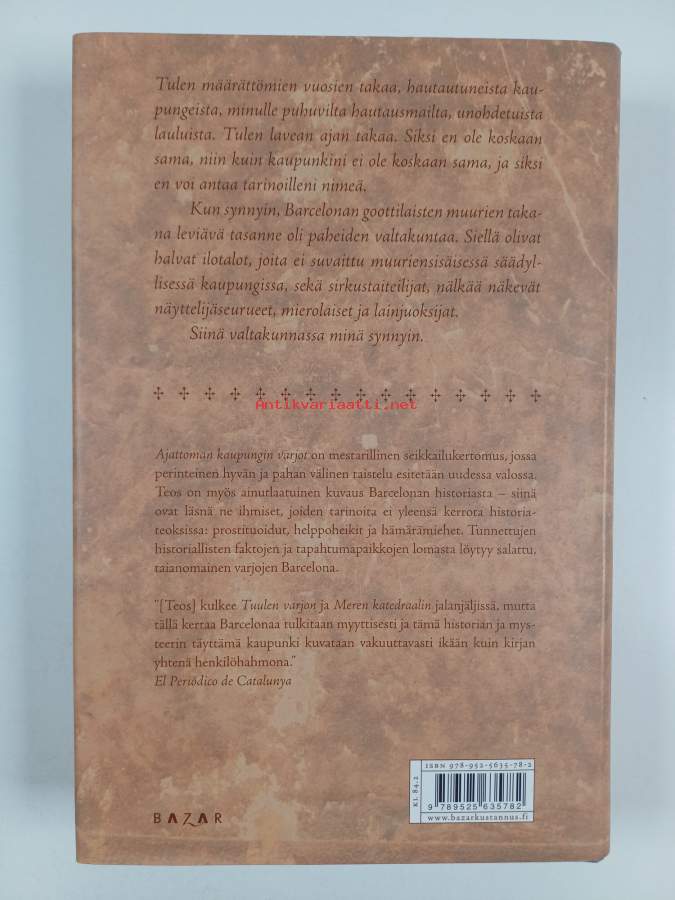 Tulen määrättömien vuosien takaa, hautautuneista kau-
pungeista, minulle puhuvilta hautausmailta, unohdetuista
lauluista. Tulen lavean ajan takaa. Siksi en ole koskaan
sama, niin kuin kaupunkini ei ole koskaan sama, ja siksi
en voi antaa tarinoilleni nimeä.
Kun synnyin, Barcelonan goottilaisten muurien taka-
na leviävä tasanne oli paheiden valtakuntaa. Siellä olivat
halvat ilotalot, joita ei suvaittu muuriensisäisessä säädyl-
lisessä kaupungissa, sekä sirkustaiteilijat, nälkää näkevät
näyttelijäseurueet, mierolaiset ja lainjuoksijat.
Siinä valtakunnassa minä synnyin.
Antikvariaatti.net
Ajattoman kaupungin varjot on mestarillinen seikkailukertomus, jossa
perinteinen hyvän ja pahan välinen taistelu esitetään uudessa valossa.
Teos on myös ainutlaatuinen kuvaus Barcelonan historiasta – siinä
ovat läsnä ne ihmiset, joiden tarinoita ei yleensä kerrota historia-
teoksissa: prostituoidut, helppoheikit ja hämärämiehet. Tunnettujen
historiallisten faktojen ja tapahtumapaikkojen lomasta löytyy salattu,
taianomainen varjojen Barcelona.
"[Teos] kulkee Tuulen varjon ja Meren katedraalin jalanjäljissä, mutta
tällä kertaa Barcelonaa tulkitaan myyttisesti ja tämä historian ja mys-
teerin täyttämä kaupunki kuvataan vakuuttavasti ikään kuin kirjan
yhtenä henkilöhahmona."
El Periódico de Catalunya
BAZAR
KL 84.2
ISBN 978-952-5635-78-2
9 789525 635782
www.bazarkustannus.fi